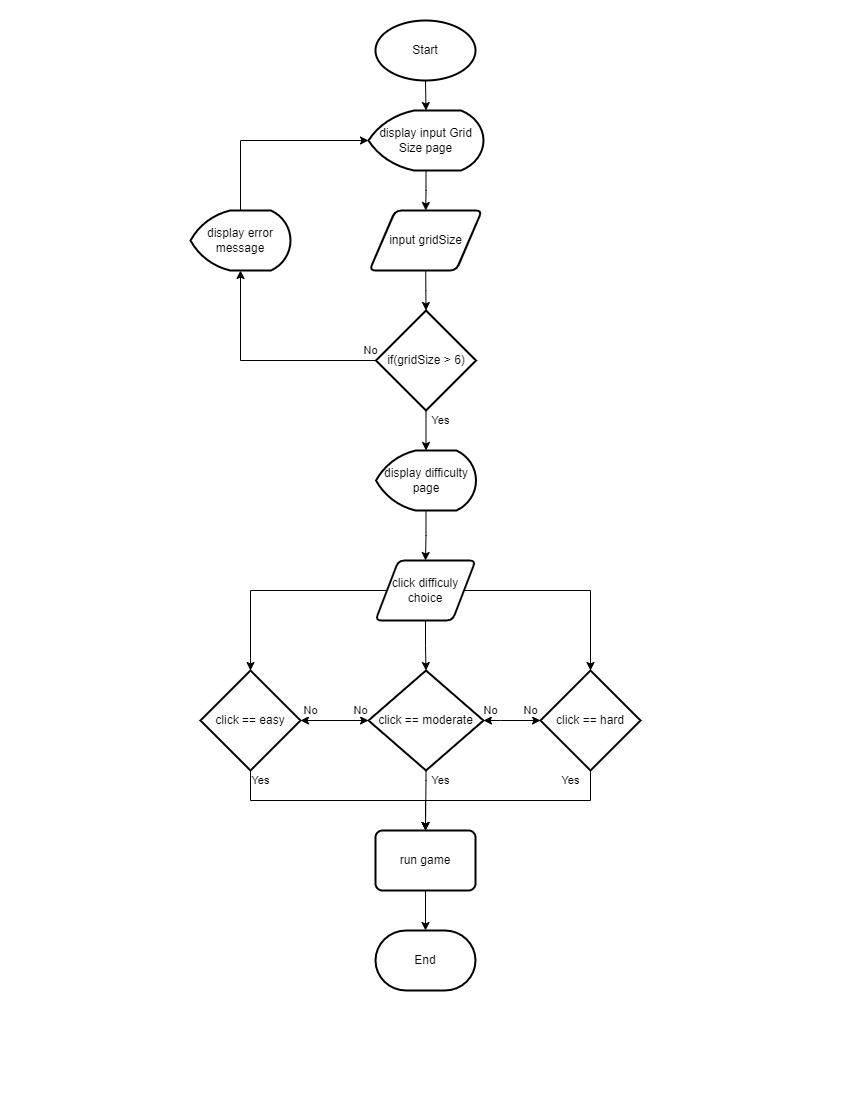 Start
display input Grid
Size page
display error
message
input gridSize
No
if(gridSize > 6)
Yes
display difficulty
page
click difficuly
choice
click == easy
No
No
click == moderate
No
No
click == hard
Yes
Yes
Yes
run game
End